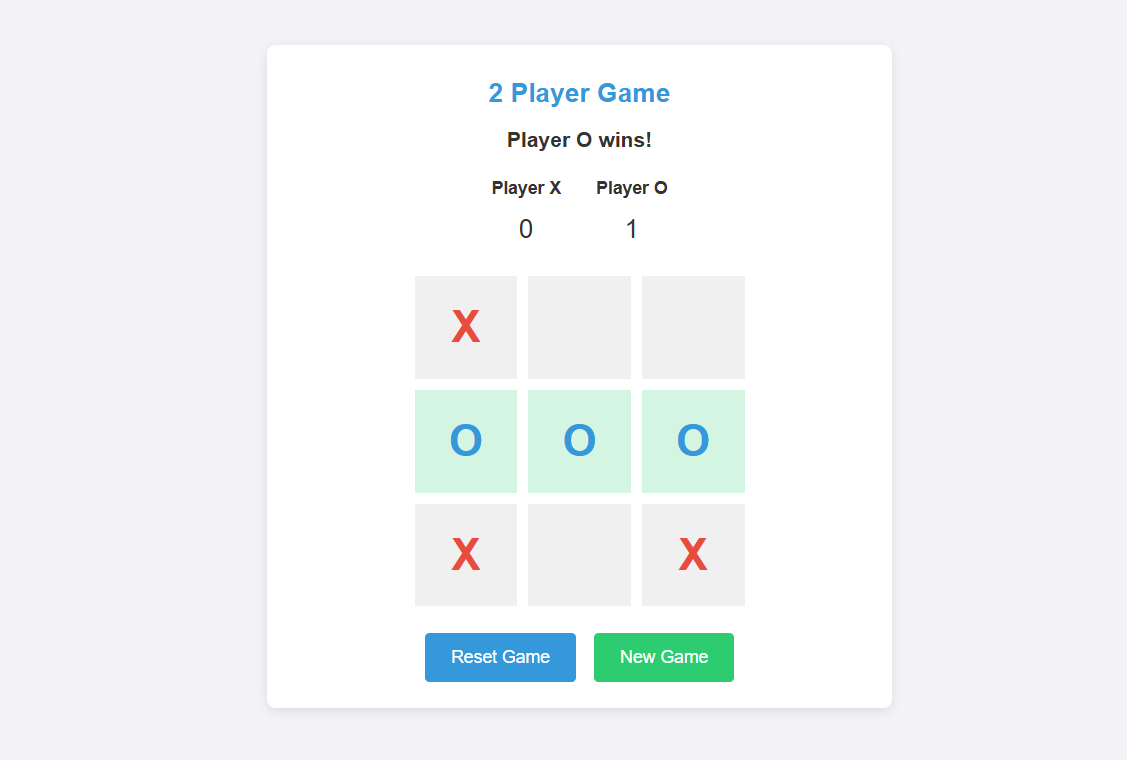 2 Player Game
Player O wins!
Player X Player O
0 1
X
O O O
X X
Reset Game New Game